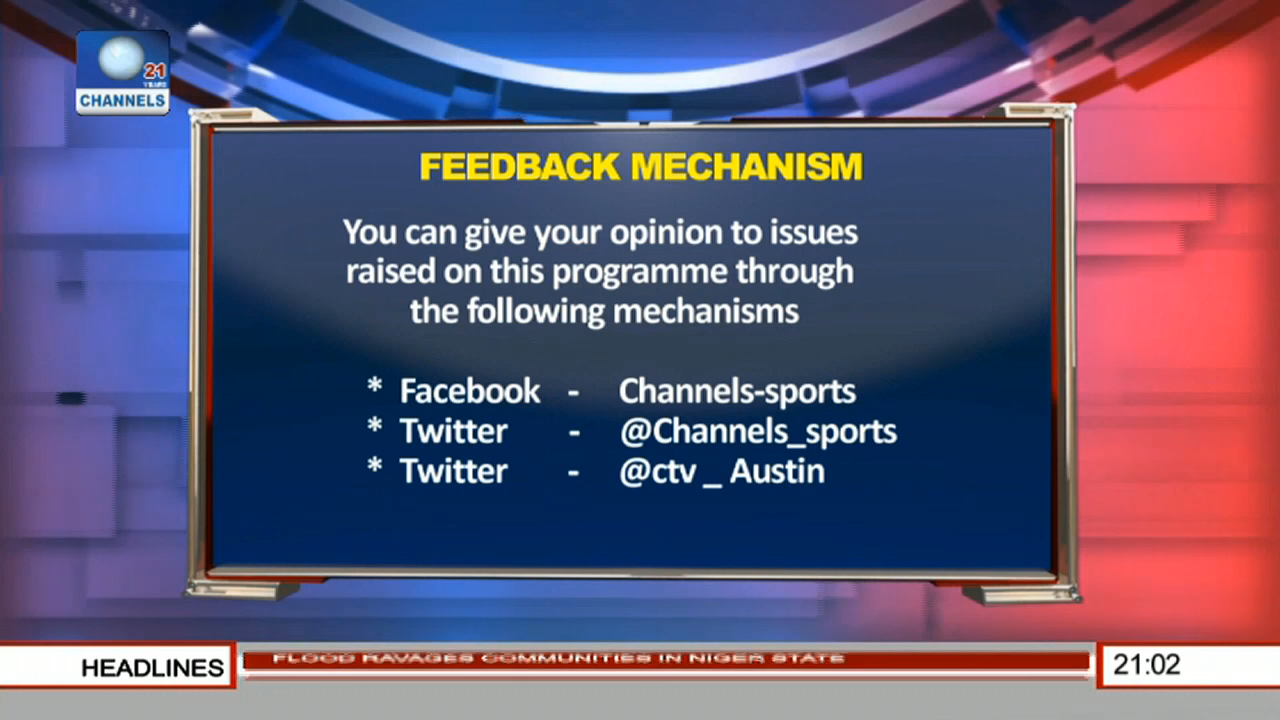 21
YEARS
CHANNELS
FEEDBACK MECHANISM
You can give your opinion to issues
raised on this programme through
the following mechanisms
* Facebook - Channels-sports
* Twitter - @Channels_sports
* Twitter - @ctv _ Austin
HEADLINES
FLOOD RAVAGES COMMUNITIES IN NIGER STATE
21:02